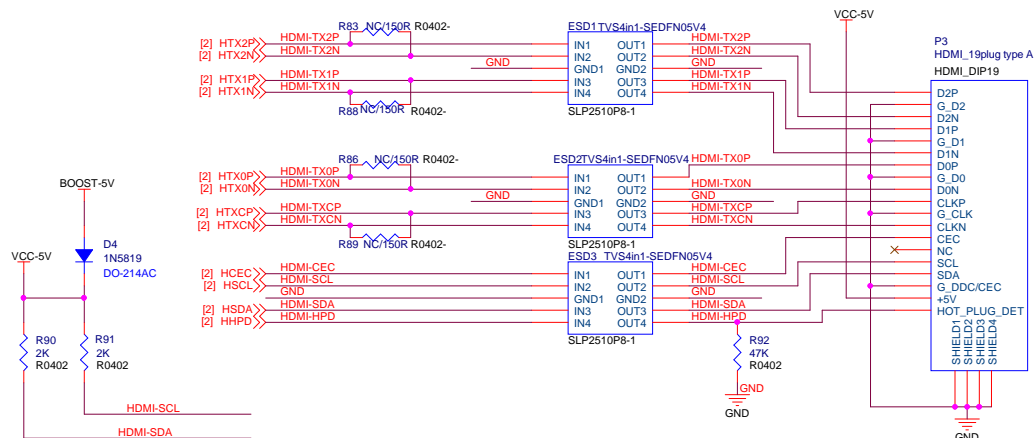 VCC-5V
R83 NC/150R R0402-
ESD1 TVS4in1-SEDFN05V4
[2] HTX2P HDMI-TX2P IN1 OUT1 HDMI-TX2P
[2] HTX2N HDMI-TX2N IN2 OUT2 HDMI-TX2N
GND GND1 GND2 GND
[2] HTX1P HDMI-TX1P IN3 OUT3 HDMI-TX1P
[2] HTX1N HDMI-TX1N IN4 OUT4 HDMI-TX1N
R88 NC/150R R0402-
SLP2510P8-1
P3
HDMI_19plug type A
HDMI_DIP19
D2P
G_D2
D2N
D1P
G_D1
D1N
D0P
G_D0
D0N
CLKP
G_CLK
CLKN
CEC
NC
SCL
SDA
G_DDC/CEC
+5V
HOT_PLUG_DET
SHIELD1
SHIELD2
SHIELD3
SHIELD4
GND
R86 NC/150R R0402-
ESD2 TVS4in1-SEDFN05V4
[2] HTX0P HDMI-TX0P IN1 OUT1 HDMI-TX0P
[2] HTX0N HDMI-TX0N IN2 OUT2 HDMI-TX0N
GND GND1 GND2 GND
[2] HTXCP HDMI-TXCP IN3 OUT3 HDMI-TXCP
[2] HTXCN HDMI-TXCN IN4 OUT4 HDMI-TXCN
R89 NC/150R R0402-
SLP2510P8-1
ESD3 TVS4in1-SEDFN05V4
[2] HCEC HDMI-CEC IN1 OUT1 HDMI-CEC
[2] HSCL HDMI-SCL IN2 OUT2 HDMI-SCL
GND GND1 GND2 GND
[2] HSDA HDMI-SDA IN3 OUT3 HDMI-SDA
[2] HHPD HDMI-HPD IN4 OUT4 HDMI-HPD
SLP2510P8-1
R92
47K
R0402
GND
GND
BOOST-5V
D4
1N5819
DO-214AC
VCC-5V
R90
2K
R0402
R91
2K
R0402
HDMI-SCL
HDMI-SDA